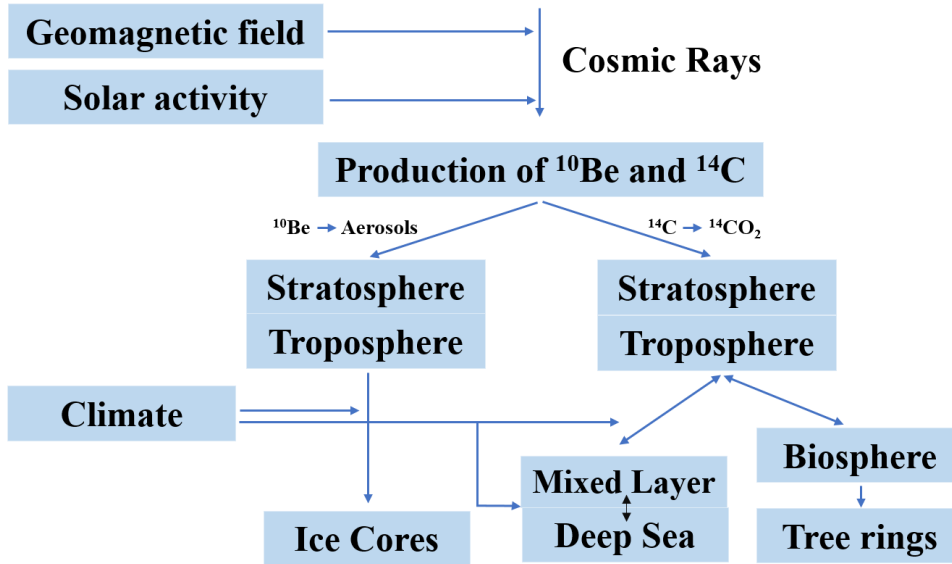 Geomagnetic field
Cosmic Rays
Solar activity
Production of ¹⁰Be and ¹⁴C
¹⁰Be → Aerosols
¹⁴C → ¹⁴CO₂
Stratosphere
Troposphere
Stratosphere
Troposphere
Climate
Biosphere
Mixed Layer
Deep Sea
Ice Cores
Tree rings